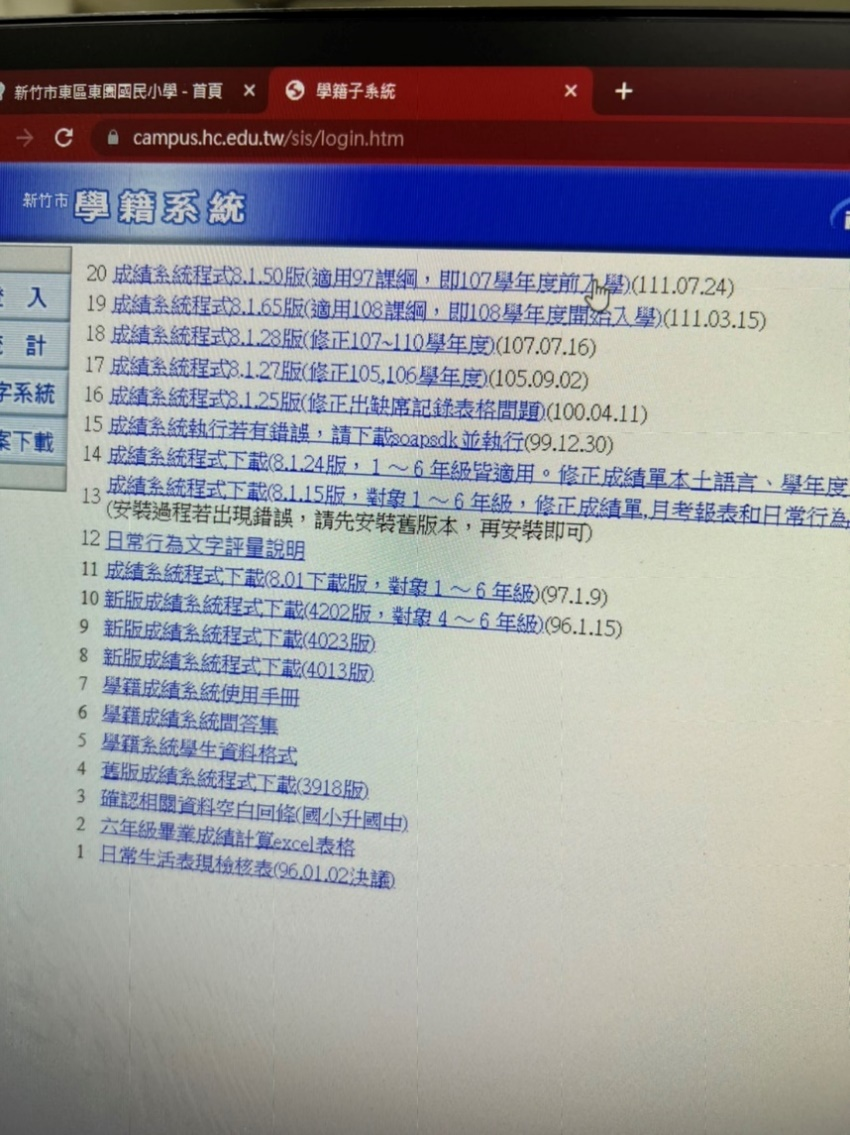 新竹市東區東園國民小學 - 首頁
學籍子系統
campus.hc.edu.tw/sis/login.htm
新竹市 學籍系統
入
計
字系統
案下載
20 成績系統程式8.1.50版(適用97課綱，即107學年度前入學)(111.07.24)
19 成績系統程式8.1.65版(適用108課綱，即108學年度開始入學)(111.03.15)
18 成績系統程式8.1.28版(修正107~110學年度)(107.07.16)
17 成績系統程式8.1.27版(修正105,106學年度)(105.09.02)
16 成績系統程式8.1.25版(修正出缺席記錄表格問題)(100.04.11)
15 成績系統執行若有錯誤，請下載soapsdk並執行(99.12.30)
14 成績系統程式下載(8.1.24版，1～6年級皆適用。修正成績單本土語言、學年度
13 成績系統程式下載(8.1.15版，對象1～6年級，修正成績單,月考報表和日常行為
(安裝過程若出現錯誤，請先安裝舊版本，再安裝即可)
12 日常行為文字評量說明
11 成績系統程式下載(8.01下載版，對象1～6年級)(97.1.9)
10 新版成績系統程式下載(4202版，對象4～6年級)(96.1.15)
9 新版成績系統程式下載(4023版)
8 新版成績系統程式下載(4013版)
7 學籍成績系統使用手冊
6 學籍成績系統問答集
5 學籍系統學生資料格式
4 舊版成績系統程式下載(3918版)
3 確認相關資料空白回條(國小升國中)
2 六年級畢業成績計算excel表格
1 日常生活表現檢核表(96.01.02決議)